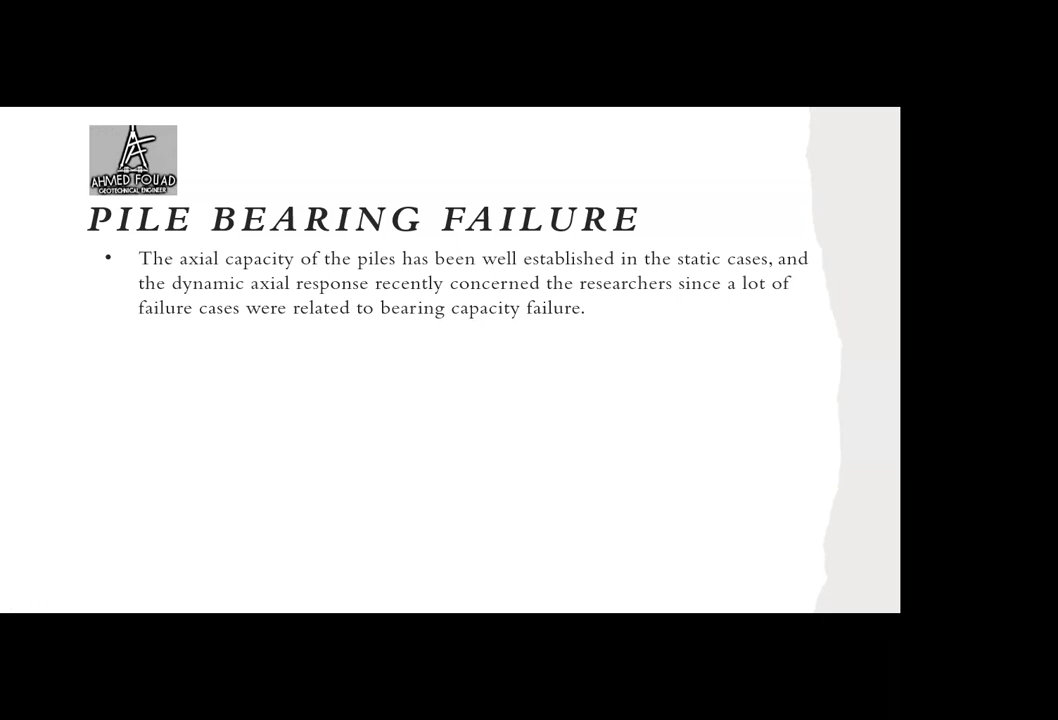 AHMED FOUAD
GEOTECHNICAL ENGINEER
PILE BEARING FAILURE
• The axial capacity of the piles has been well established in the static cases, and
the dynamic axial response recently concerned the researchers since a lot of
failure cases were related to bearing capacity failure.